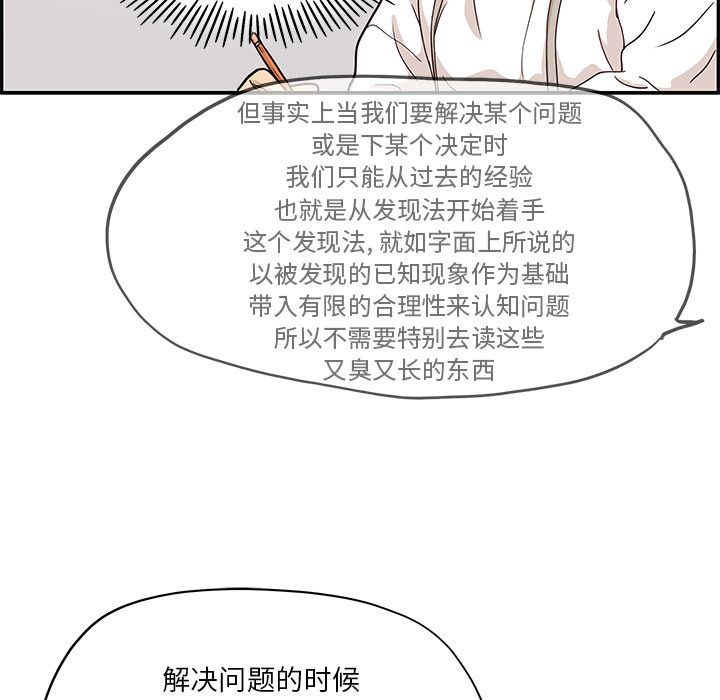 但事实上当我们要解决某个问题
或是下某个决定时
我们只能从过去的经验
也就是从发现法开始着手
这个发现法, 就如字面上所说的
以被发现的已知现象作为基础
带入有限的合理性来认知问题
所以不需要特别去读这些
又臭又长的东西
解决问题的时候